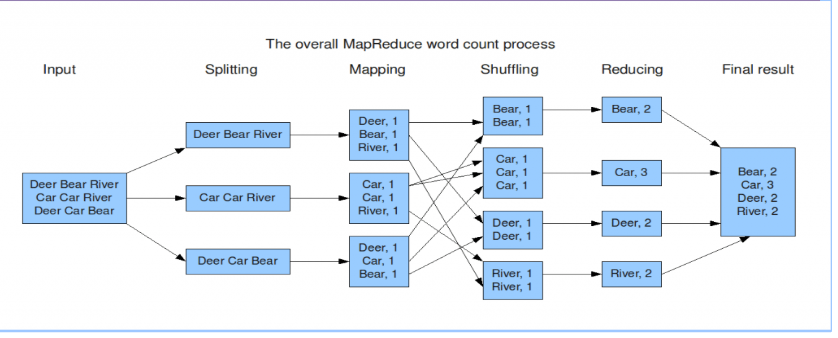 The overall MapReduce word count process
Input
Splitting
Mapping
Shuffling
Reducing
Final result
Deer Bear River
Car Car River
Deer Car Bear
Deer Bear River
Car Car River
Deer Car Bear
Deer, 1
Bear, 1
River, 1
Car, 1
Car, 1
River, 1
Deer, 1
Car, 1
Bear, 1
Bear, 1
Bear, 1
Car, 1
Car, 1
Car, 1
Deer, 1
Deer, 1
River, 1
River, 1
Bear, 2
Car, 3
Deer, 2
River, 2
Bear, 2
Car, 3
Deer, 2
River, 2